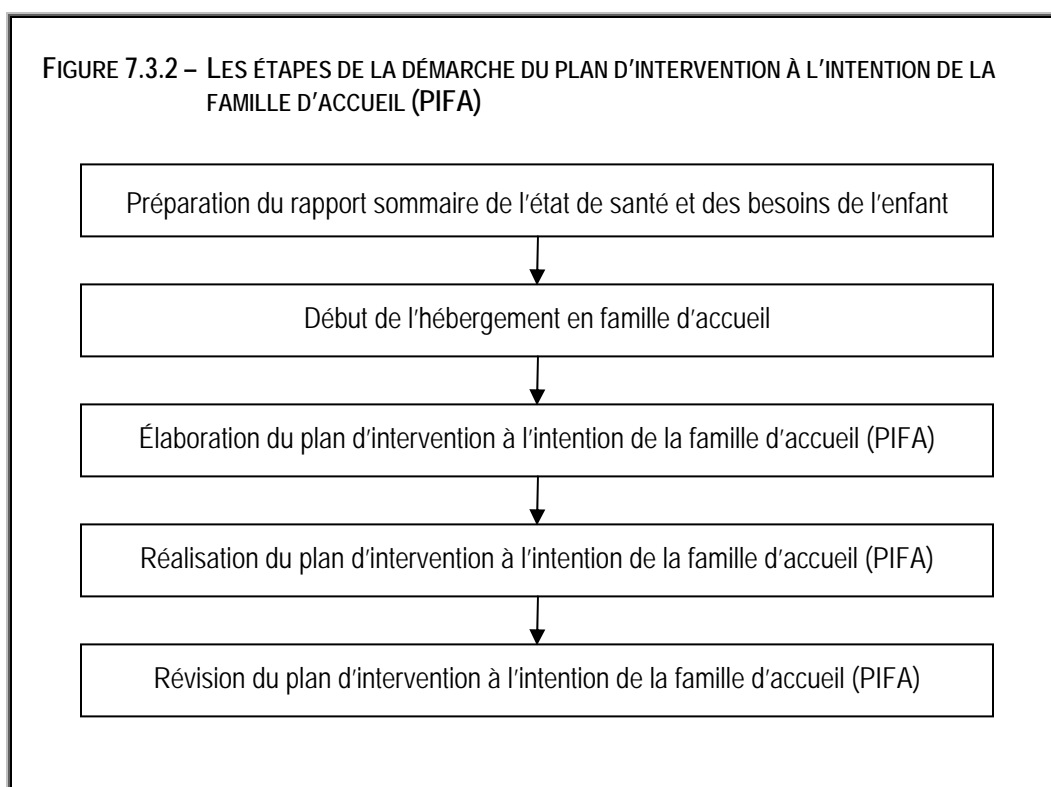 FIGURE 7.3.2 – LES ÉTAPES DE LA DÉMARCHE DU PLAN D'INTERVENTION À L'INTENTION DE LA
FAMILLE D'ACCUEIL (PIFA)
Préparation du rapport sommaire de l'état de santé et des besoins de l'enfant
Début de l'hébergement en famille d'accueil
Élaboration du plan d'intervention à l'intention de la famille d'accueil (PIFA)
Réalisation du plan d'intervention à l'intention de la famille d'accueil (PIFA)
Révision du plan d'intervention à l'intention de la famille d'accueil (PIFA)